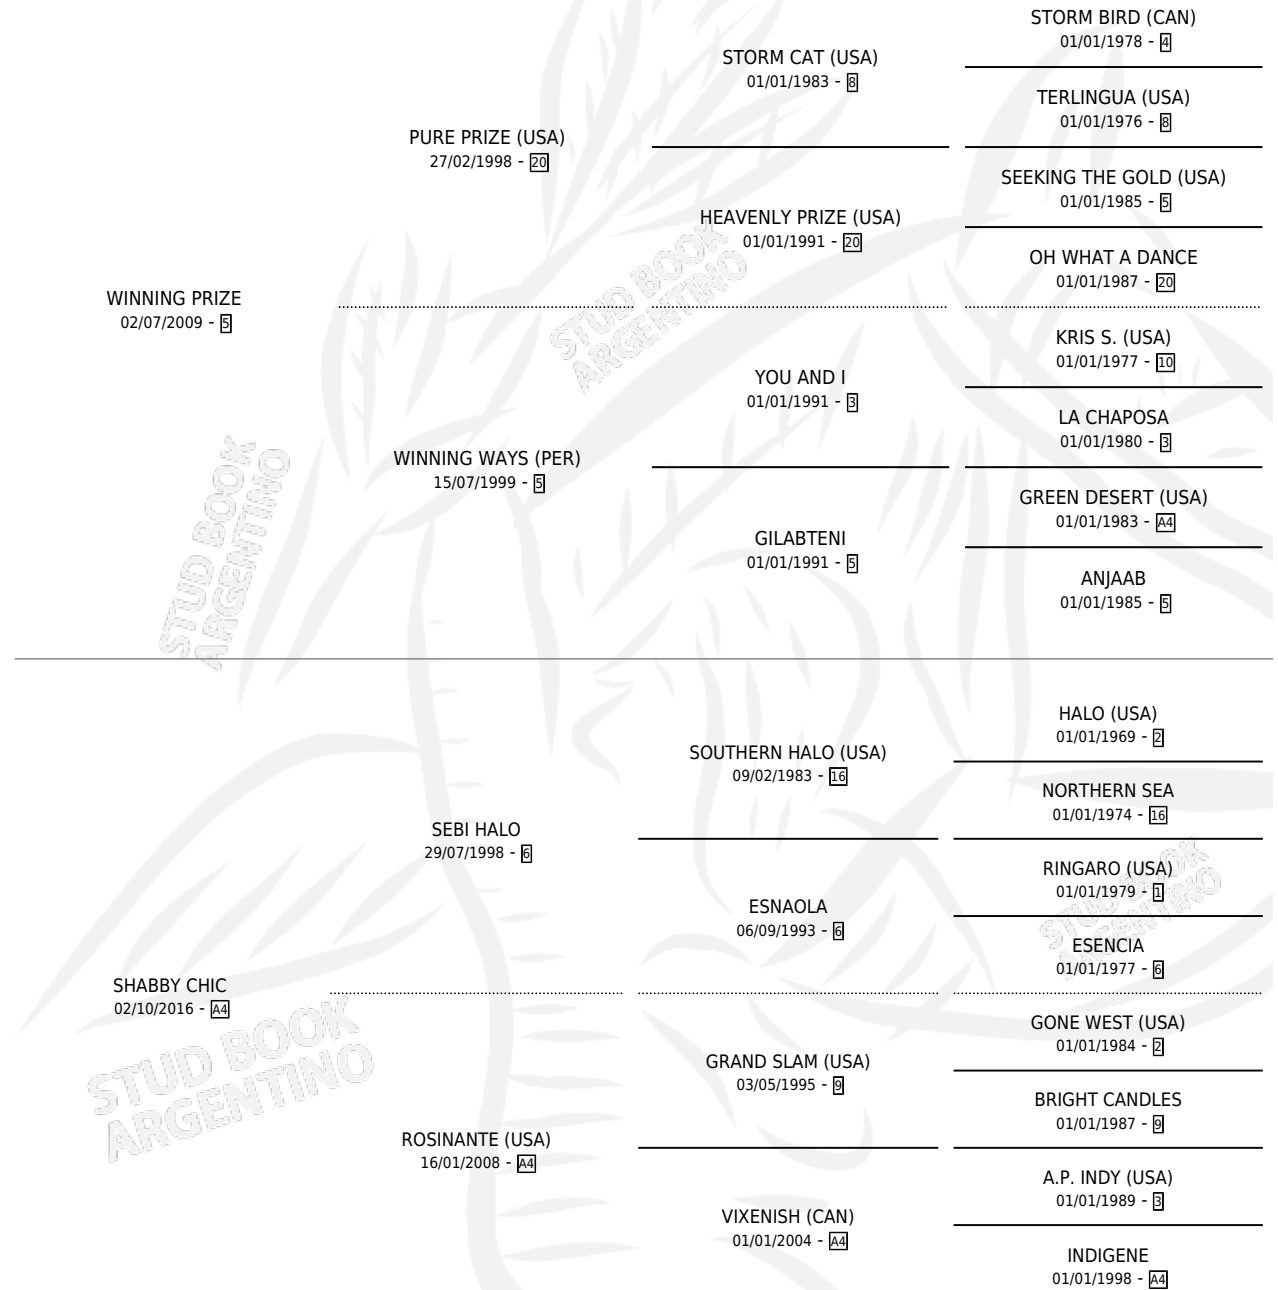 STORM BIRD (CAN)
01/01/1978 - 4
STORM CAT (USA)
01/01/1983 - 8
TERLINGUA (USA)
01/01/1976 - 8
PURE PRIZE (USA)
27/02/1998 - 20
SEEKING THE GOLD (USA)
01/01/1985 - 5
HEAVENLY PRIZE (USA)
01/01/1991 - 20
OH WHAT A DANCE
01/01/1987 - 20
WINNING PRIZE
02/07/2009 - 5
KRIS S. (USA)
01/01/1977 - 10
YOU AND I
01/01/1991 - 3
LA CHAPOSA
01/01/1980 - 3
WINNING WAYS (PER)
15/07/1999 - 5
GREEN DESERT (USA)
01/01/1983 - A4
GILABTENI
01/01/1991 - 5
ANJAAB
01/01/1985 - 5
STUD BOOK
ARGENTINO
STUD BOOK
ARGENTINO
HALO (USA)
01/01/1969 - 2
SOUTHERN HALO (USA)
09/02/1983 - 16
NORTHERN SEA
01/01/1974 - 16
SEBI HALO
29/07/1998 - 6
RINGARO (USA)
01/01/1979 - 1
ESNAOLA
06/09/1993 - 6
ESENCIA
01/01/1977 - 6
SHABBY CHIC
02/10/2016 - A4
GONE WEST (USA)
01/01/1984 - 2
GRAND SLAM (USA)
03/05/1995 - 9
BRIGHT CANDLES
01/01/1987 - 9
ROSINANTE (USA)
16/01/2008 - A4
A.P. INDY (USA)
01/01/1989 - 3
VIXENISH (CAN)
01/01/2004 - A4
INDIGENE
01/01/1998 - A4
STUD BOOK
ARGENTINO
STUD BOOK
ARGENTINO